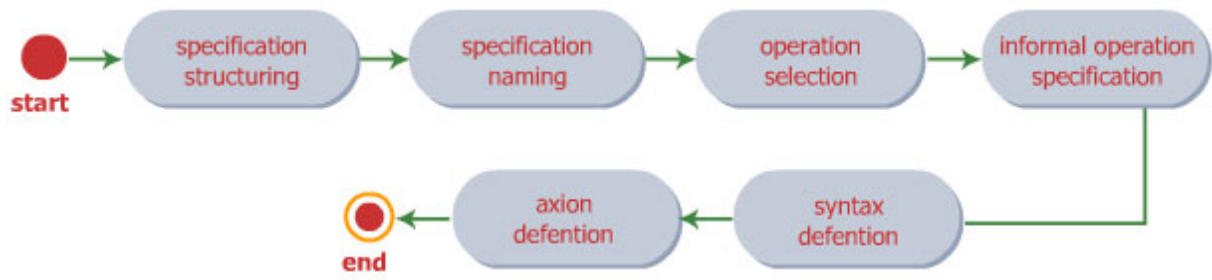 start
specification
structuring
specification
naming
operation
selection
informal operation
specification
syntax
defention
axion
defention
end